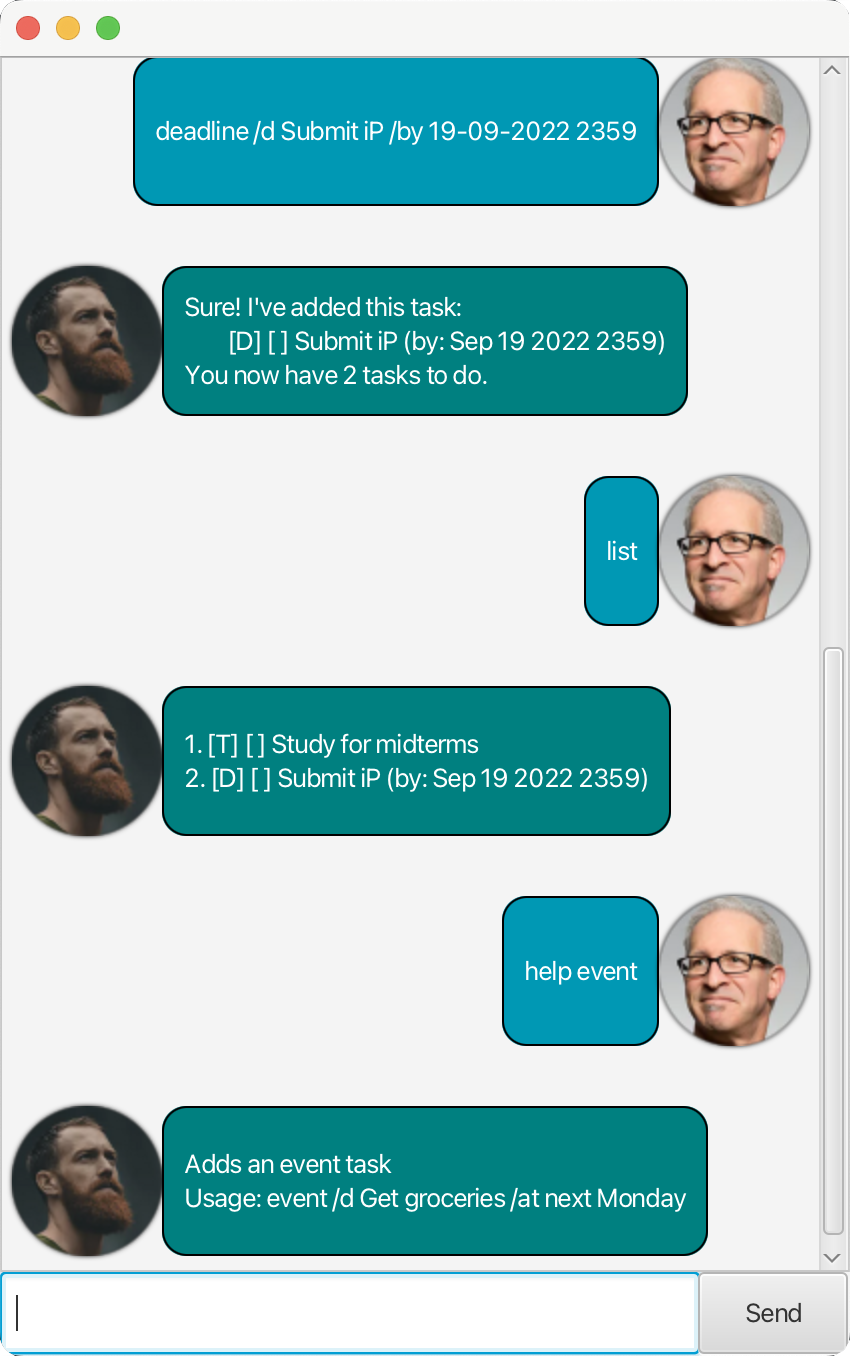 deadline /d Submit iP /by 19-09-2022 2359
Sure! I've added this task:
[D] [ ] Submit iP (by: Sep 19 2022 2359)
You now have 2 tasks to do.
list
1. [T] [ ] Study for midterms
2. [D] [ ] Submit iP (by: Sep 19 2022 2359)
help event
Adds an event task
Usage: event /d Get groceries /at next Monday
Send